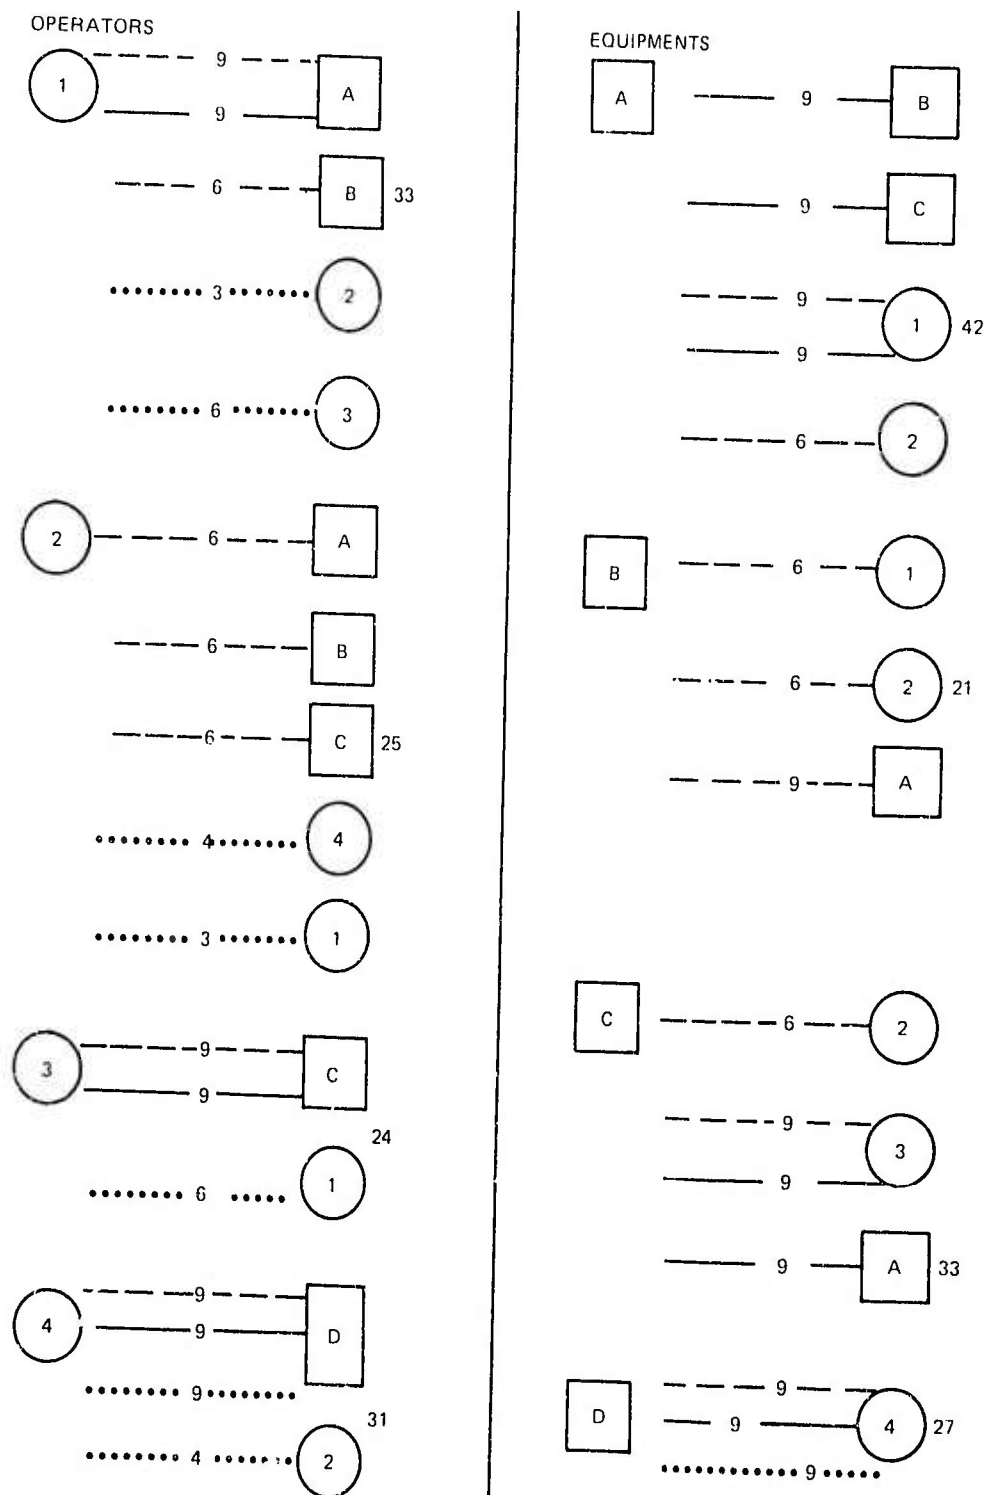 OPERATORS
1 9 A
9
6 B 33
3 2
6 3
2 6 A
6 B
6 C 25
4 4
3 1
3 9 C
9
24
6 1
4 9 D
9
9
31
4 2
EQUIPMENTS
A 9 B
9 C
9 1 42
9
6 2
B 6 1
6 2 21
9 A
C 6 2
9 3
9
9 A 33
D 9 4 27
9
9